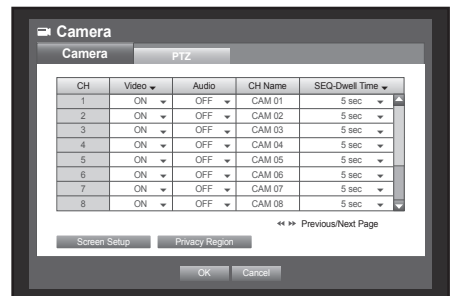 Camera
Camera PTZ
CH Video Audio CH Name SEQ-Dwell Time
1 ON OFF CAM 01 5 sec
2 ON OFF CAM 02 5 sec
3 ON OFF CAM 03 5 sec
4 ON OFF CAM 04 5 sec
5 ON OFF CAM 05 5 sec
6 ON OFF CAM 06 5 sec
7 ON OFF CAM 07 5 sec
8 ON OFF CAM 08 5 sec
Previous/Next Page
Screen Setup Privacy Region
OK Cancel